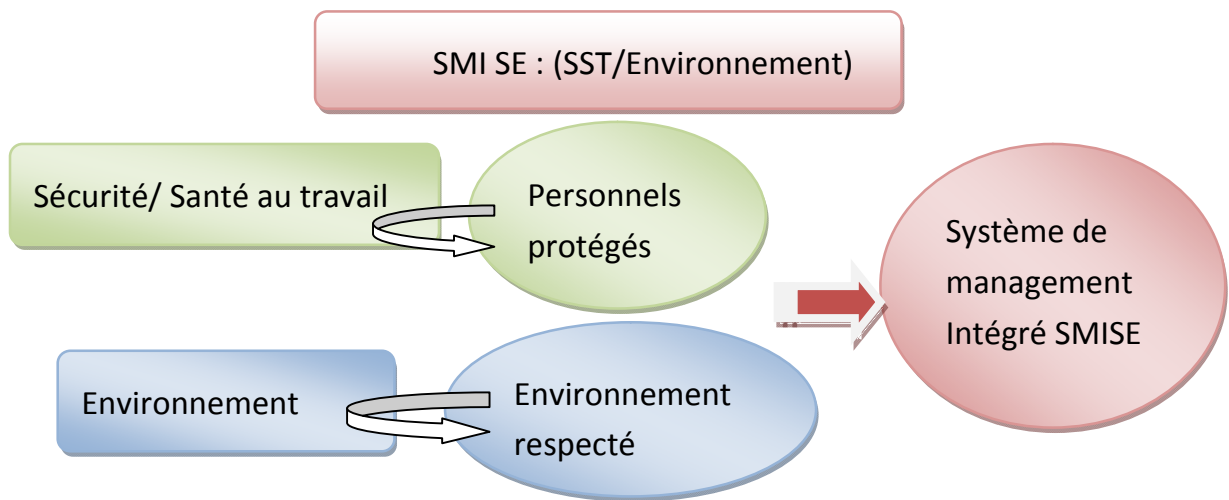 SMI SE : (SST/Environnement)
Sécurité/ Santé au travail
Personnels
protégés
Système de
management
Intégré SMISE
Environnement
Environnement
respecté